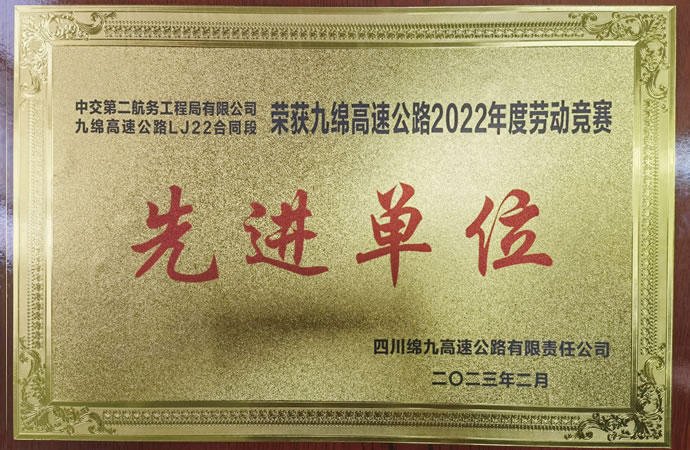 中交第二航务工程局有限公司
九绵高速公路LJ22合同段
荣获九绵高速公路2022年度劳动竞赛
先进单位
四川绵九高速公路有限责任公司
二〇二三年二月